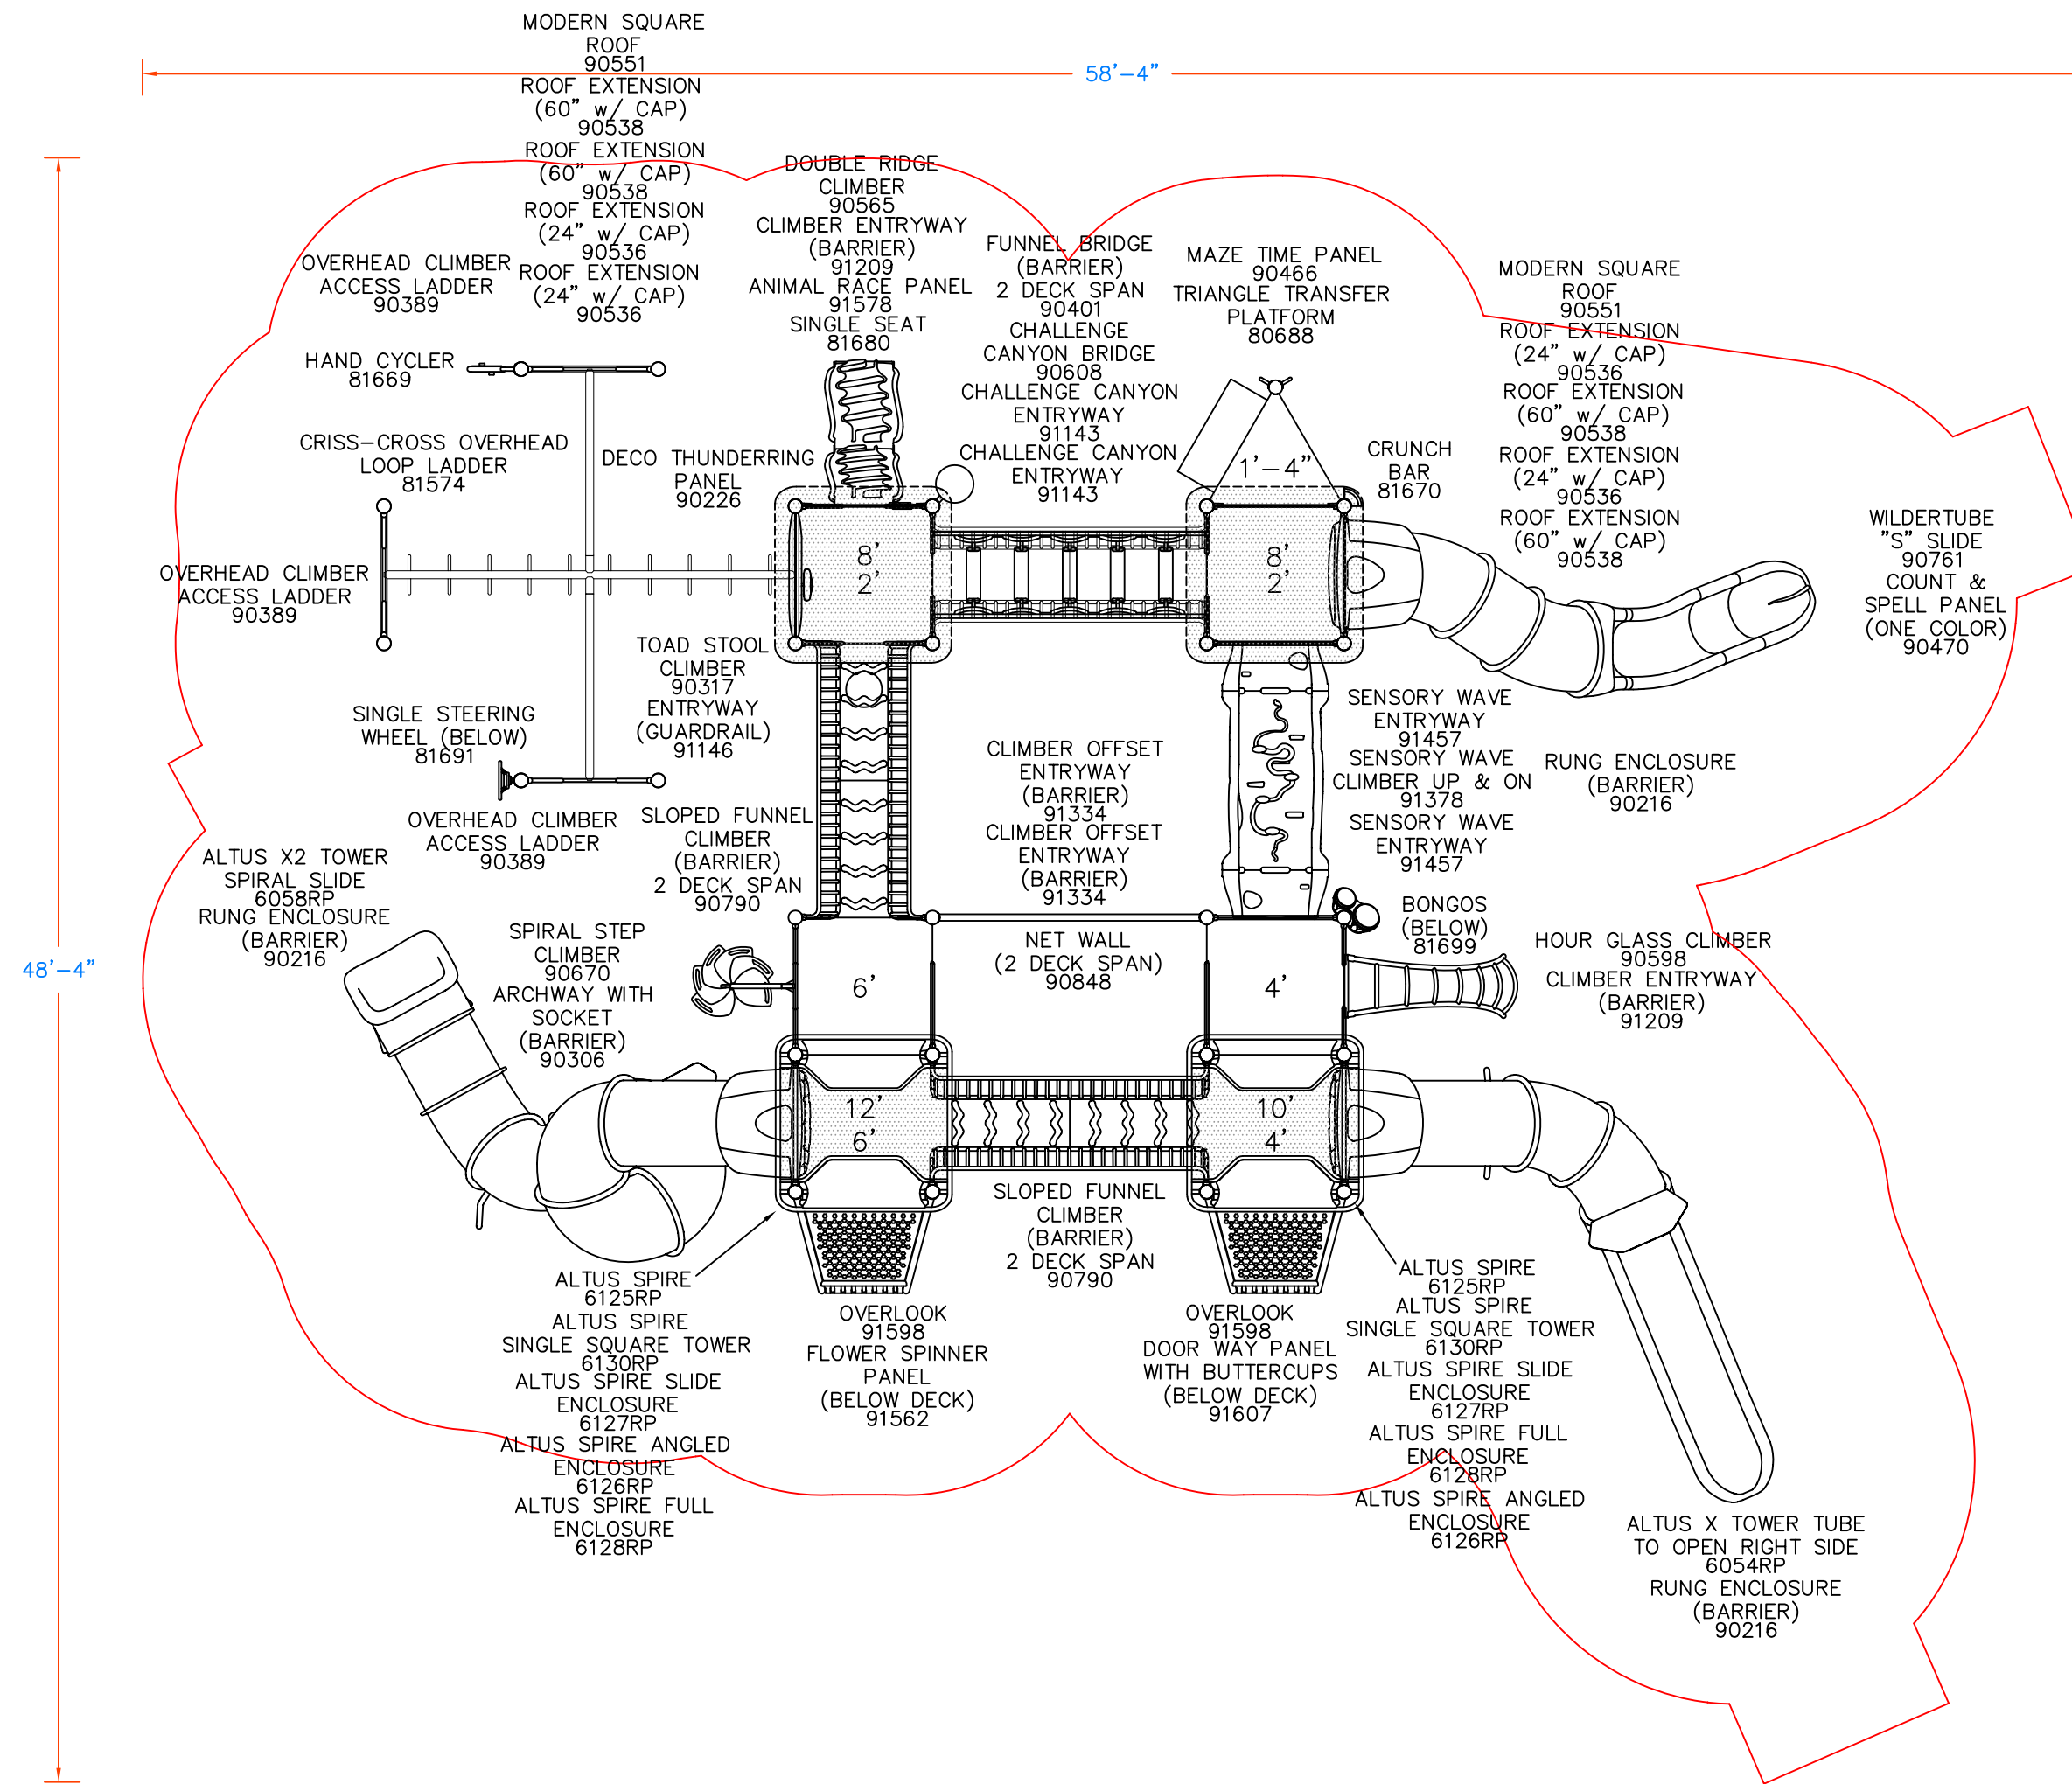 58'-4"
48'-4"
MODERN SQUARE
ROOF
90551
ROOF EXTENSION
(60" w/ CAP)
90538
ROOF EXTENSION
(60" w/ CAP)
90538
ROOF EXTENSION
(24" w/ CAP)
90536
ROOF EXTENSION
(24" w/ CAP)
90536
DOUBLE RIDGE
CLIMBER
90565
CLIMBER ENTRYWAY
(BARRIER)
91209
ANIMAL RACE PANEL
91578
SINGLE SEAT
81680
FUNNEL BRIDGE
(BARRIER)
2 DECK SPAN
90401
CHALLENGE
CANYON BRIDGE
90608
CHALLENGE CANYON
ENTRYWAY
91143
CHALLENGE CANYON
ENTRYWAY
91143
MAZE TIME PANEL
90466
TRIANGLE TRANSFER
PLATFORM
80688
MODERN SQUARE
ROOF
90551
ROOF EXTENSION
(24" w/ CAP)
90536
ROOF EXTENSION
(60" w/ CAP)
90538
ROOF EXTENSION
(24" w/ CAP)
90536
ROOF EXTENSION
(60" w/ CAP)
90538
OVERHEAD CLIMBER
ACCESS LADDER
90389
HAND CYCLER
81669
CRISS-CROSS OVERHEAD
LOOP LADDER
81574
DECO THUNDERRING
PANEL
90226
CRUNCH
BAR
81670
1'-4"
8'
2'
8'
2'
WILDERTUBE
"S" SLIDE
90761
COUNT &
SPELL PANEL
(ONE COLOR)
90470
OVERHEAD CLIMBER
ACCESS LADDER
90389
TOAD STOOL
CLIMBER
90317
ENTRYWAY
(GUARDRAIL)
91146
SINGLE STEERING
WHEEL (BELOW)
81691
OVERHEAD CLIMBER
ACCESS LADDER
90389
SLOPED FUNNEL
CLIMBER
(BARRIER)
2 DECK SPAN
90790
CLIMBER OFFSET
ENTRYWAY
(BARRIER)
91334
CLIMBER OFFSET
ENTRYWAY
(BARRIER)
91334
SENSORY WAVE
ENTRYWAY
91457
SENSORY WAVE
CLIMBER UP & ON
91378
SENSORY WAVE
ENTRYWAY
91457
RUNG ENCLOSURE
(BARRIER)
90216
ALTUS X2 TOWER
SPIRAL SLIDE
6058RP
RUNG ENCLOSURE
(BARRIER)
90216
SPIRAL STEP
CLIMBER
90670
ARCHWAY WITH
SOCKET
(BARRIER)
90306
6'
NET WALL
(2 DECK SPAN)
90848
4'
BONGOS
(BELOW)
81699
HOUR GLASS CLIMBER
90598
CLIMBER ENTRYWAY
(BARRIER)
91209
12'
6'
10'
4'
SLOPED FUNNEL
CLIMBER
(BARRIER)
2 DECK SPAN
90790
ALTUS SPIRE
6125RP
ALTUS SPIRE
SINGLE SQUARE TOWER
6130RP
ALTUS SPIRE SLIDE
ENCLOSURE
6127RP
ALTUS SPIRE ANGLED
ENCLOSURE
6126RP
ALTUS SPIRE FULL
ENCLOSURE
6128RP
OVERLOOK
91598
FLOWER SPINNER
PANEL
(BELOW DECK)
91562
OVERLOOK
91598
DOOR WAY PANEL
WITH BUTTERCUPS
(BELOW DECK)
91607
ALTUS SPIRE
6125RP
ALTUS SPIRE
SINGLE SQUARE TOWER
6130RP
ALTUS SPIRE SLIDE
ENCLOSURE
6127RP
ALTUS SPIRE FULL
ENCLOSURE
6128RP
ALTUS SPIRE ANGLED
ENCLOSURE
6126RP
ALTUS X TOWER TUBE
TO OPEN RIGHT SIDE
6054RP
RUNG ENCLOSURE
(BARRIER)
90216